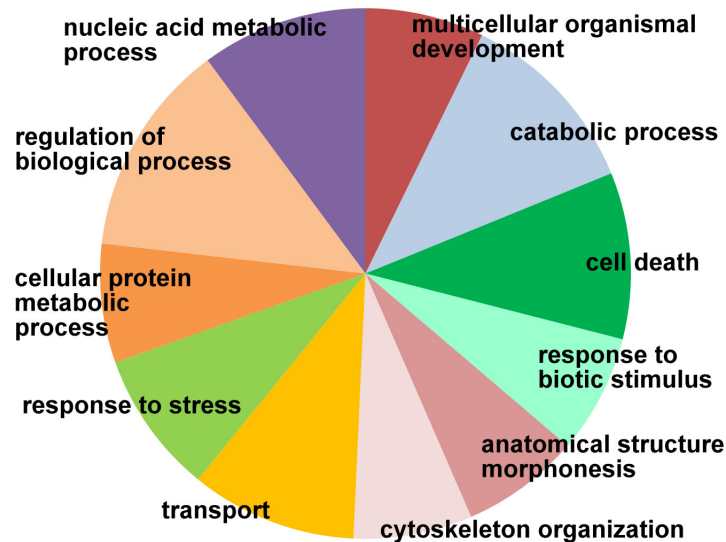 nucleic acid metabolic
process
multicellular organismal
development
catabolic process
cell death
response to
biotic stimulus
anatomical structure
morphonesis
cytoskeleton organization
transport
response to stress
cellular protein
metabolic
process
regulation of
biological process